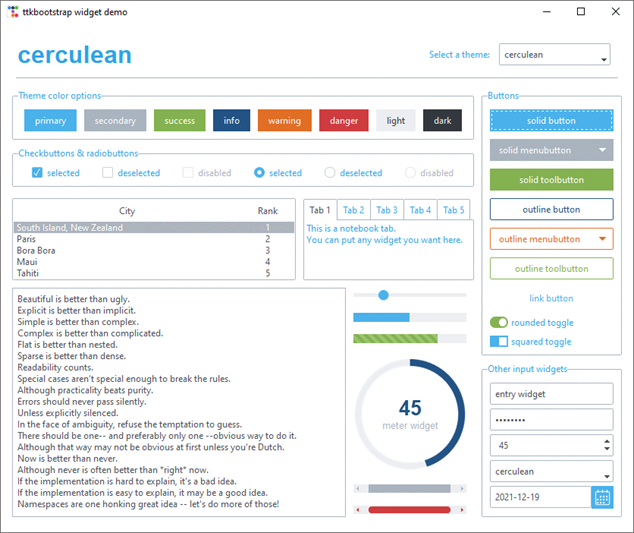 ttkbootstrap widget demo
cerculean
Select a theme:
cerculean
Theme color options
primary
secondary
success
info
warning
danger
light
dark
Checkbuttons & radiobuttons
selected
deselected
disabled
selected
deselected
disabled
City Rank
South Island, New Zealand 1
Paris 2
Bora Bora 3
Maui 4
Tahiti 5
Tab 1 Tab 2 Tab 3 Tab 4 Tab 5
This is a notebook tab.
You can put any widget you want here.
Beautiful is better than ugly.
Explicit is better than implicit.
Simple is better than complex.
Complex is better than complicated.
Flat is better than nested.
Sparse is better than dense.
Readability counts.
Special cases aren't special enough to break the rules.
Although practicality beats purity.
Errors should never pass silently.
Unless explicitly silenced.
In the face of ambiguity, refuse the temptation to guess.
There should be one-- and preferably only one --obvious way to do it.
Although that way may not be obvious at first unless you're Dutch.
Now is better than never.
Although never is often better than *right* now.
If the implementation is hard to explain, it's a bad idea.
If the implementation is easy to explain, it may be a good idea.
Namespaces are one honking great idea -- let's do more of those!
45
meter widget
Buttons
solid button
solid menubutton
solid toolbutton
outline button
outline menubutton
outline toolbutton
link button
rounded toggle
squared toggle
Other input widgets
entry widget
••••••••
45
cerculean
2021-12-19